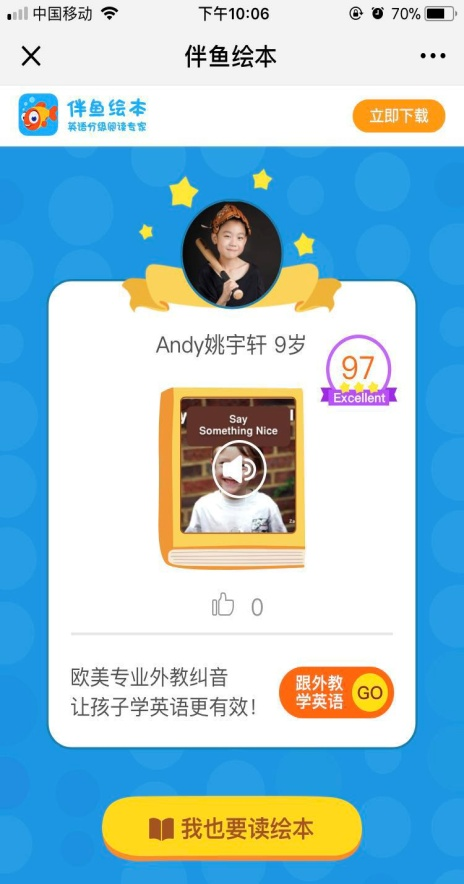 中国移动
下午10:06
70%
伴鱼绘本
伴鱼绘本
英语分级阅读专家
立即下载
Andy姚宇轩 9岁
97
Excellent
Say
Something Nice
0
欧美专业外教纠音
让孩子学英语更有效!
跟外教
学英语
GO
我也要读绘本